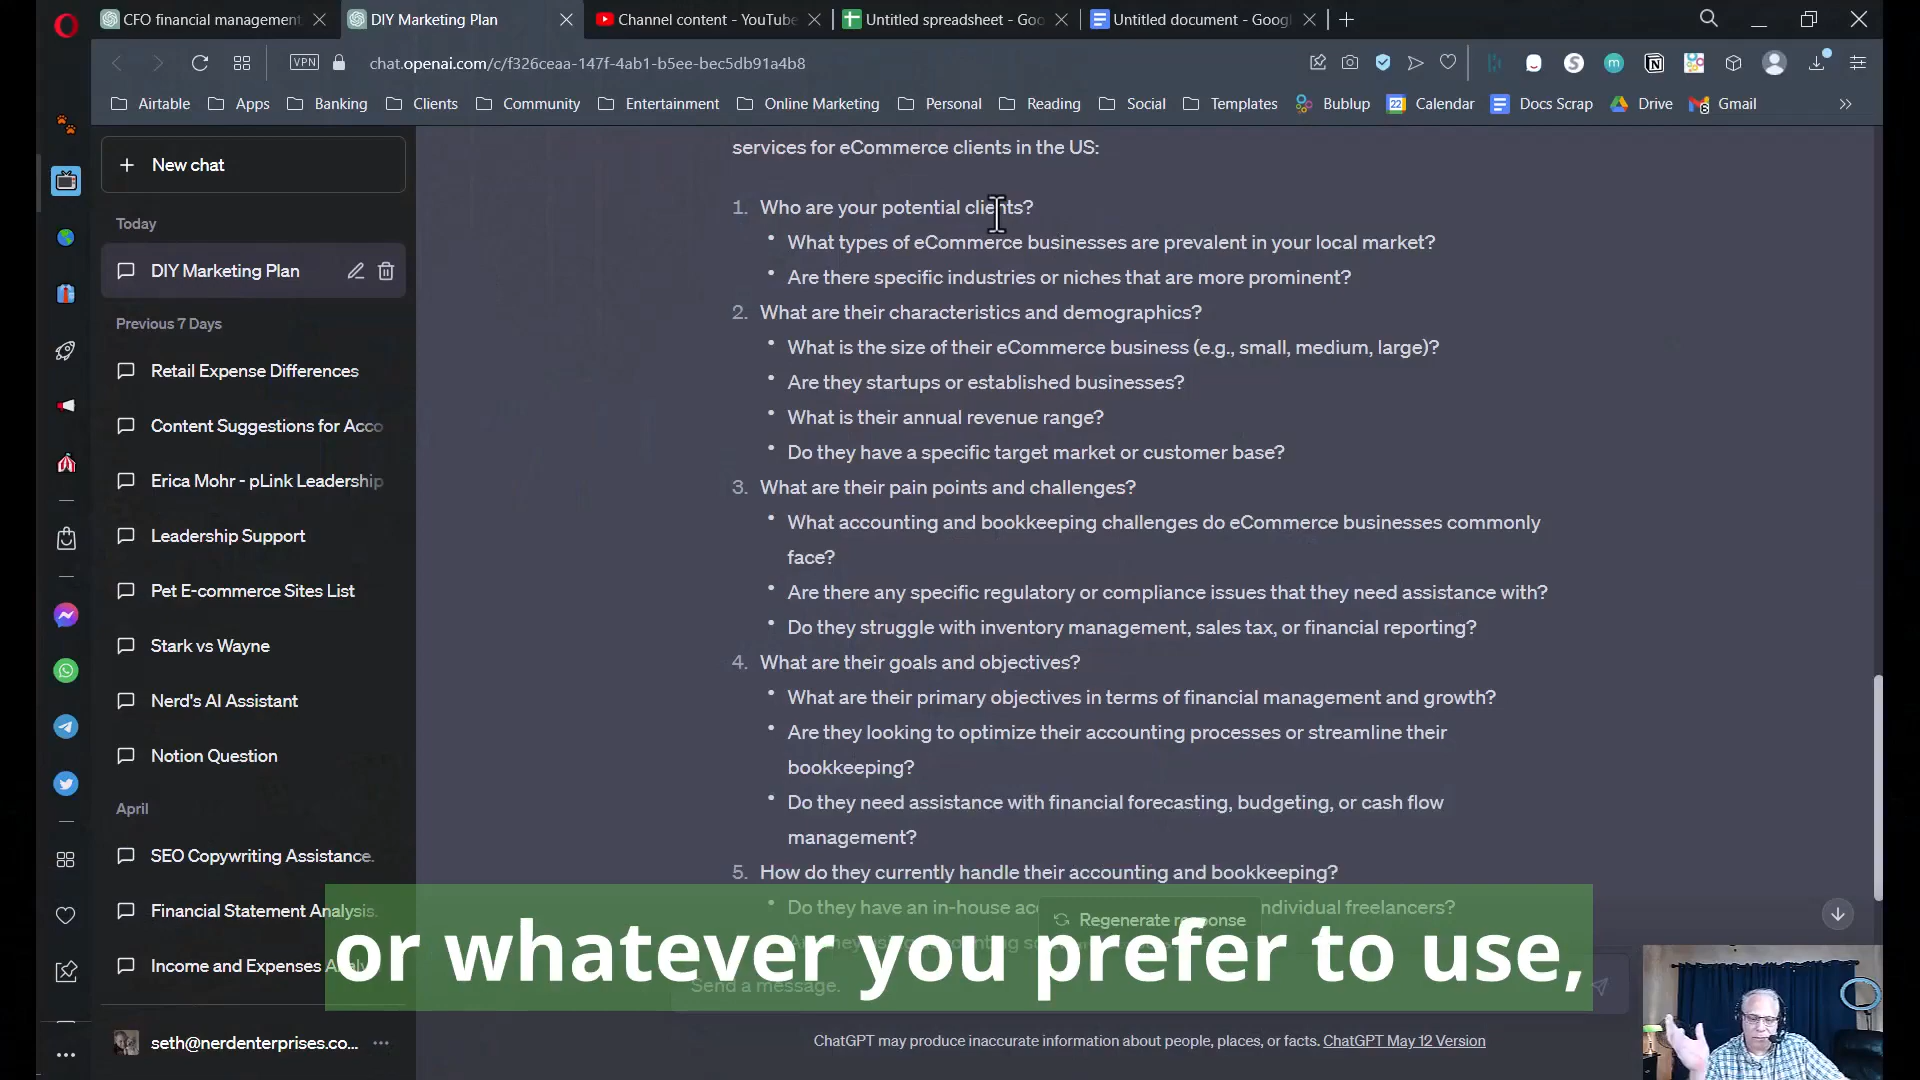 CFO financial management
DIY Marketing Plan
Channel content - YouTube
Untitled spreadsheet - Goo
Untitled document - Googl
VPN
chat.openai.com/c/f326ceaa-147f-4ab1-b5ee-bec5db91a4b8
Airtable
Apps
Banking
Clients
Community
Entertainment
Online Marketing
Personal
Reading
Social
Templates
Bublup
Calendar
Docs Scrap
Drive
Gmail
New chat
Today
DIY Marketing Plan
Previous 7 Days
Retail Expense Differences
Content Suggestions for Acco
Erica Mohr - pLink Leadership
Leadership Support
Pet E-commerce Sites List
Stark vs Wayne
Nerd's AI Assistant
Notion Question
April
SEO Copywriting Assistance.
Financial Statement Analysis.
Income and Expenses Analy
seth@nerdenterprises.co...
services for eCommerce clients in the US:
1. Who are your potential clients?
• What types of eCommerce businesses are prevalent in your local market?
• Are there specific industries or niches that are more prominent?
2. What are their characteristics and demographics?
• What is the size of their eCommerce business (e.g., small, medium, large)?
• Are they startups or established businesses?
• What is their annual revenue range?
• Do they have a specific target market or customer base?
3. What are their pain points and challenges?
• What accounting and bookkeeping challenges do eCommerce businesses commonly
face?
• Are there any specific regulatory or compliance issues that they need assistance with?
• Do they struggle with inventory management, sales tax, or financial reporting?
4. What are their goals and objectives?
• What are their primary objectives in terms of financial management and growth?
• Are they looking to optimize their accounting processes or streamline their
bookkeeping?
• Do they need assistance with financial forecasting, budgeting, or cash flow
management?
5. How do they currently handle their accounting and bookkeeping?
• Do they have an in-house acc
individual freelancers?
Regenerate response
or whatever you prefer to use,
Send a message.
ChatGPT may produce inaccurate information about people, places, or facts. ChatGPT May 12 Version